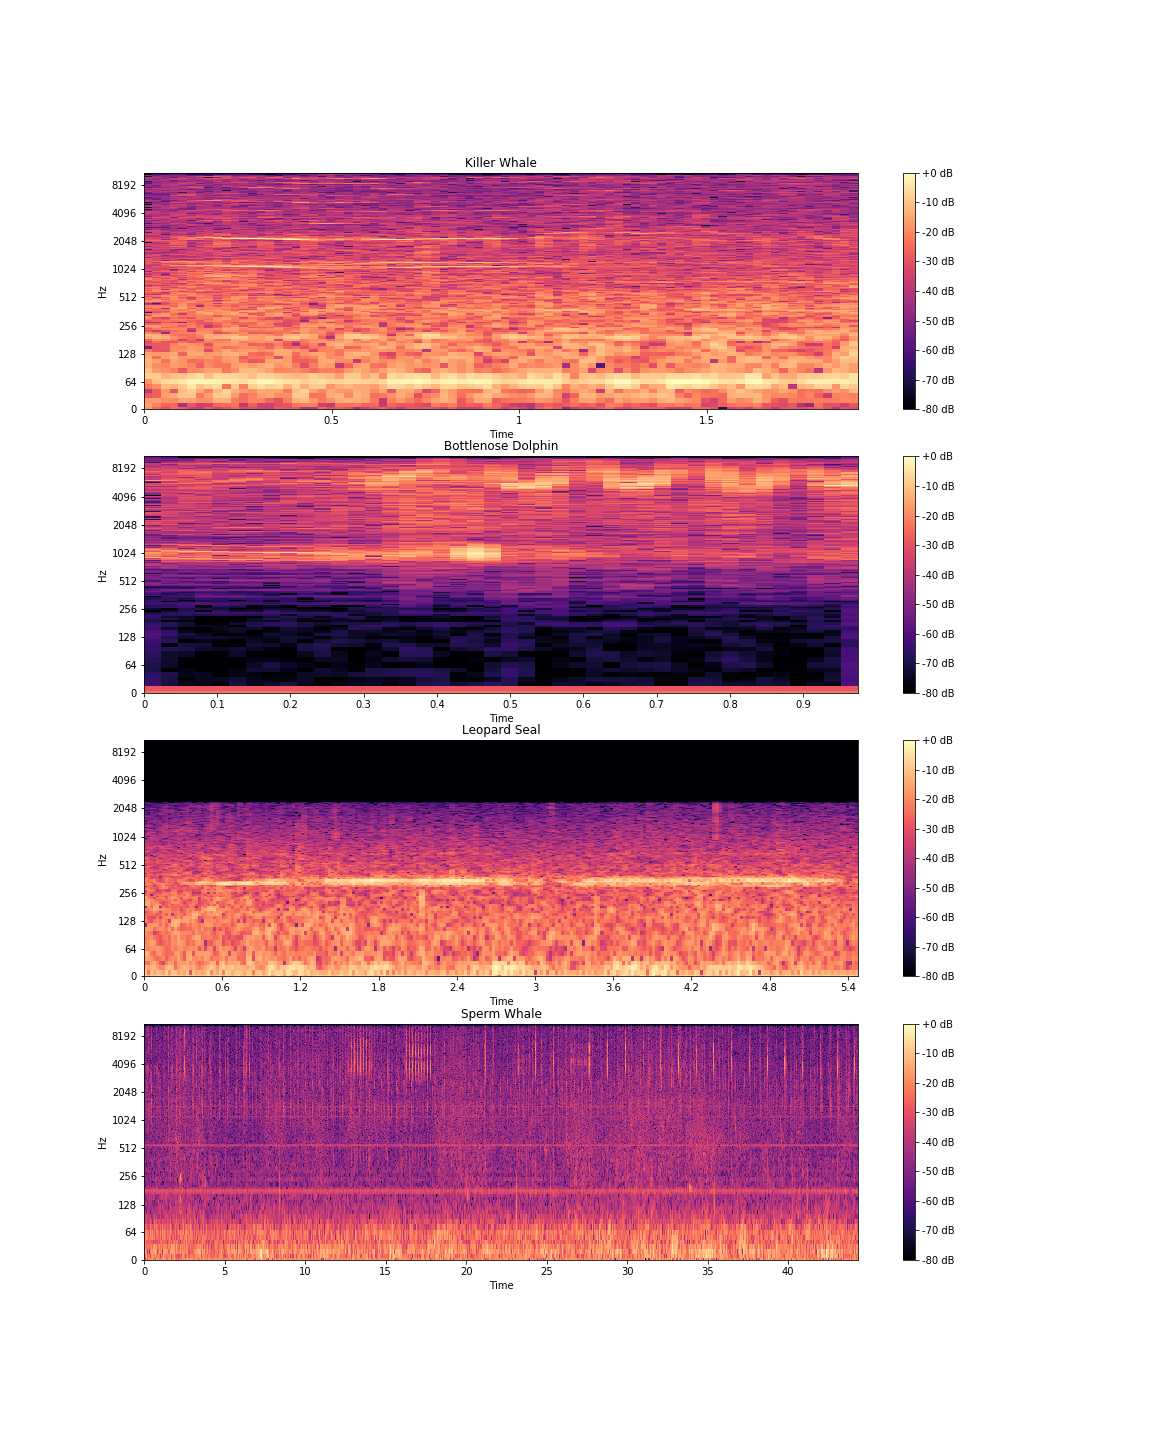 Killer Whale
8192
4096
2048
1024
512
256
128
64
0
Hz
0 0.5 1 1.5
Time
+0 dB
-10 dB
-20 dB
-30 dB
-40 dB
-50 dB
-60 dB
-70 dB
-80 dB
Bottlenose Dolphin
8192
4096
2048
1024
512
256
128
64
0
Hz
0 0.1 0.2 0.3 0.4 0.5 0.6 0.7 0.8 0.9
Time
+0 dB
-10 dB
-20 dB
-30 dB
-40 dB
-50 dB
-60 dB
-70 dB
-80 dB
Leopard Seal
8192
4096
2048
1024
512
256
128
64
0
Hz
0 0.6 1.2 1.8 2.4 3 3.6 4.2 4.8 5.4
Time
+0 dB
-10 dB
-20 dB
-30 dB
-40 dB
-50 dB
-60 dB
-70 dB
-80 dB
Sperm Whale
8192
4096
2048
1024
512
256
128
64
0
Hz
0 5 10 15 20 25 30 35 40
Time
+0 dB
-10 dB
-20 dB
-30 dB
-40 dB
-50 dB
-60 dB
-70 dB
-80 dB